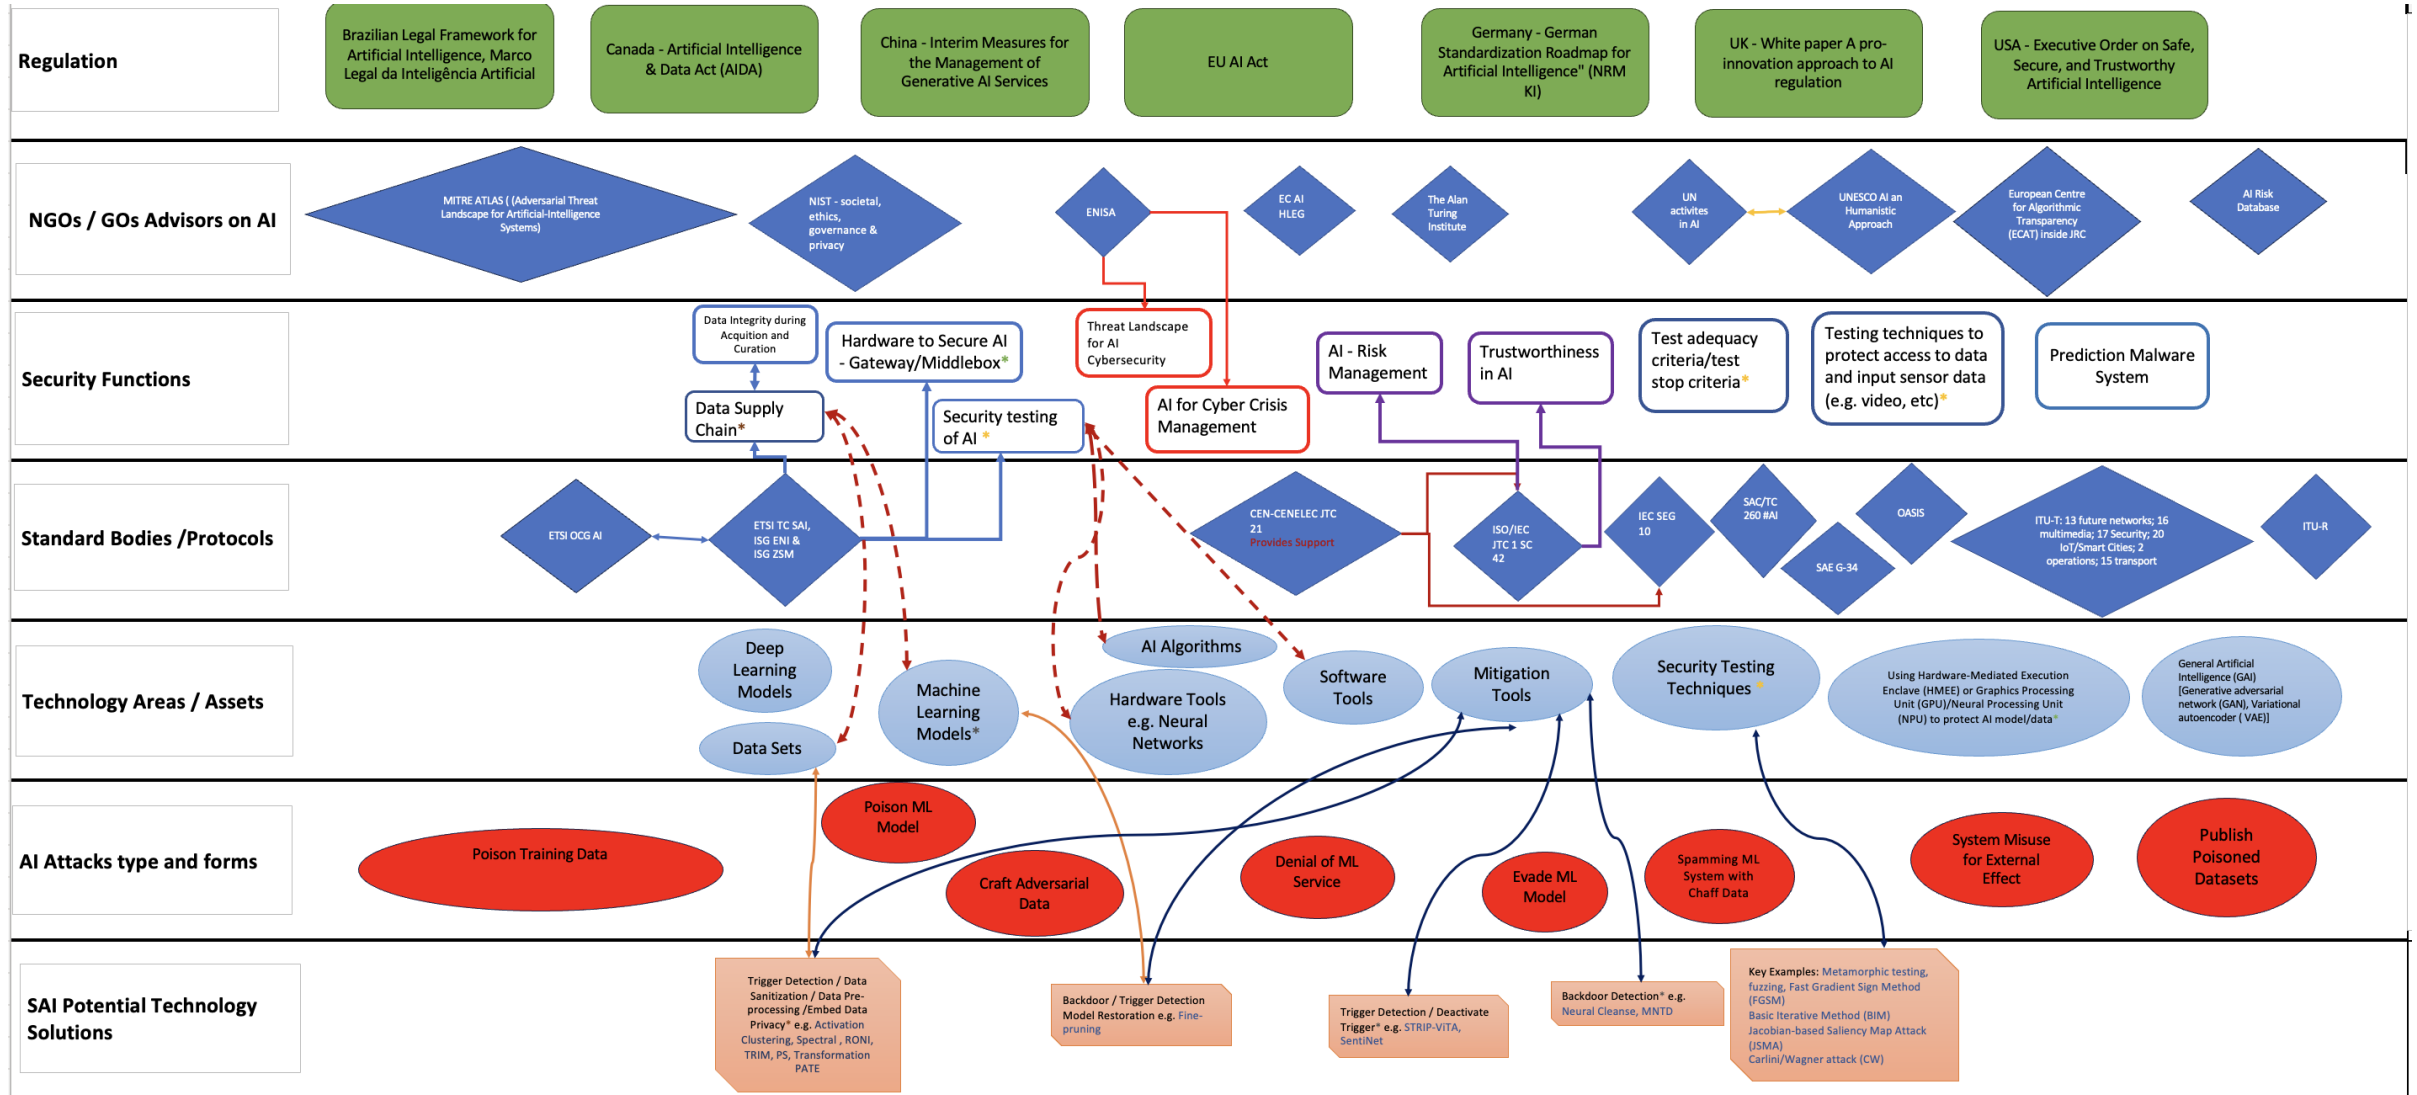 Regulation
Brazilian Legal Framework for
Artificial Intelligence, Marco
Legal da Inteligência Artificial
Canada - Artificial Intelligence
& Data Act (AIDA)
China - Interim Measures for
the Management of
Generative AI Services
EU AI Act
Germany - German
Standardization Roadmap for
Artificial Intelligence" (NRM
KI)
UK - White paper A pro-
innovation approach to AI
regulation
USA - Executive Order on Safe,
Secure, and Trustworthy
Artificial Intelligence
NGOs / GOs Advisors on AI
MITRE ATLAS ( (Adversarial Threat
Landscape for Artificial-Intelligence
Systems)
NIST - societal,
ethics,
governance &
privacy
ENISA
EC AI
HLEG
The Alan
Turing
Institute
UN
activites
in AI
UNESCO AI an
Humanistic
Approach
European Centre
for Algorithmic
Transparency
(ECAT) inside JRC
AI Risk
Database
Security Functions
Data Integrity during
Acquition and
Curation
Hardware to Secure AI
- Gateway/Middlebox*
Data Supply
Chain*
Security testing
of AI *
Threat Landscape
for AI
Cybersecurity
AI for Cyber Crisis
Management
AI - Risk
Management
Trustworthiness
in AI
Test adequacy
criteria/test
stop criteria*
Testing techniques to
protect access to data
and input sensor data
(e.g. video, etc)*
Prediction Malware
System
Standard Bodies /Protocols
ETSI OCG AI
ETSI TC SAI,
ISG ENI &
ISG ZSM
CEN-CENELEC JTC
21
Provides Support
ISO/IEC
JTC 1 SC
42
IEC SEG
10
SAC/TC
260 #AI
SAE G-34
OASIS
ITU-T: 13 future networks; 16
multimedia; 17 Security; 20
IoT/Smart Cities; 2
operations; 15 transport
ITU-R
Technology Areas / Assets
Deep
Learning
Models
Data Sets
Machine
Learning
Models*
AI Algorithms
Hardware Tools
e.g. Neural
Networks
Software
Tools
Mitigation
Tools
Security Testing
Techniques *
Using Hardware-Mediated Execution
Enclave (HMEE) or Graphics Processing
Unit (GPU)/Neural Processing Unit
(NPU) to protect AI model/data*
General Artificial
Intelligence (GAI)
[Generative adversarial
network (GAN), Variational
autoencoder ( VAE)]
AI Attacks type and forms
Poison Training Data
Poison ML
Model
Craft Adversarial
Data
Denial of ML
Service
Evade ML
Model
Spamming ML
System with
Chaff Data
System Misuse
for External
Effect
Publish
Poisoned
Datasets
SAI Potential Technology
Solutions
Trigger Detection / Data
Sanitization / Data Pre-
processing /Embed Data
Privacy* e.g. Activation
Clustering, Spectral , RONI,
TRIM, PS, Transformation
PATE
Backdoor / Trigger Detection
Model Restoration e.g. Fine-
pruning
Trigger Detection / Deactivate
Trigger* e.g. STRIP-ViTA,
SentiNet
Backdoor Detection* e.g.
Neural Cleanse, MNTD
Key Examples: Metamorphic testing,
fuzzing, Fast Gradient Sign Method
(FGSM)
Basic Iterative Method (BIM)
Jacobian-based Saliency Map Attack
(JSMA)
Carlini/Wagner attack (CW)